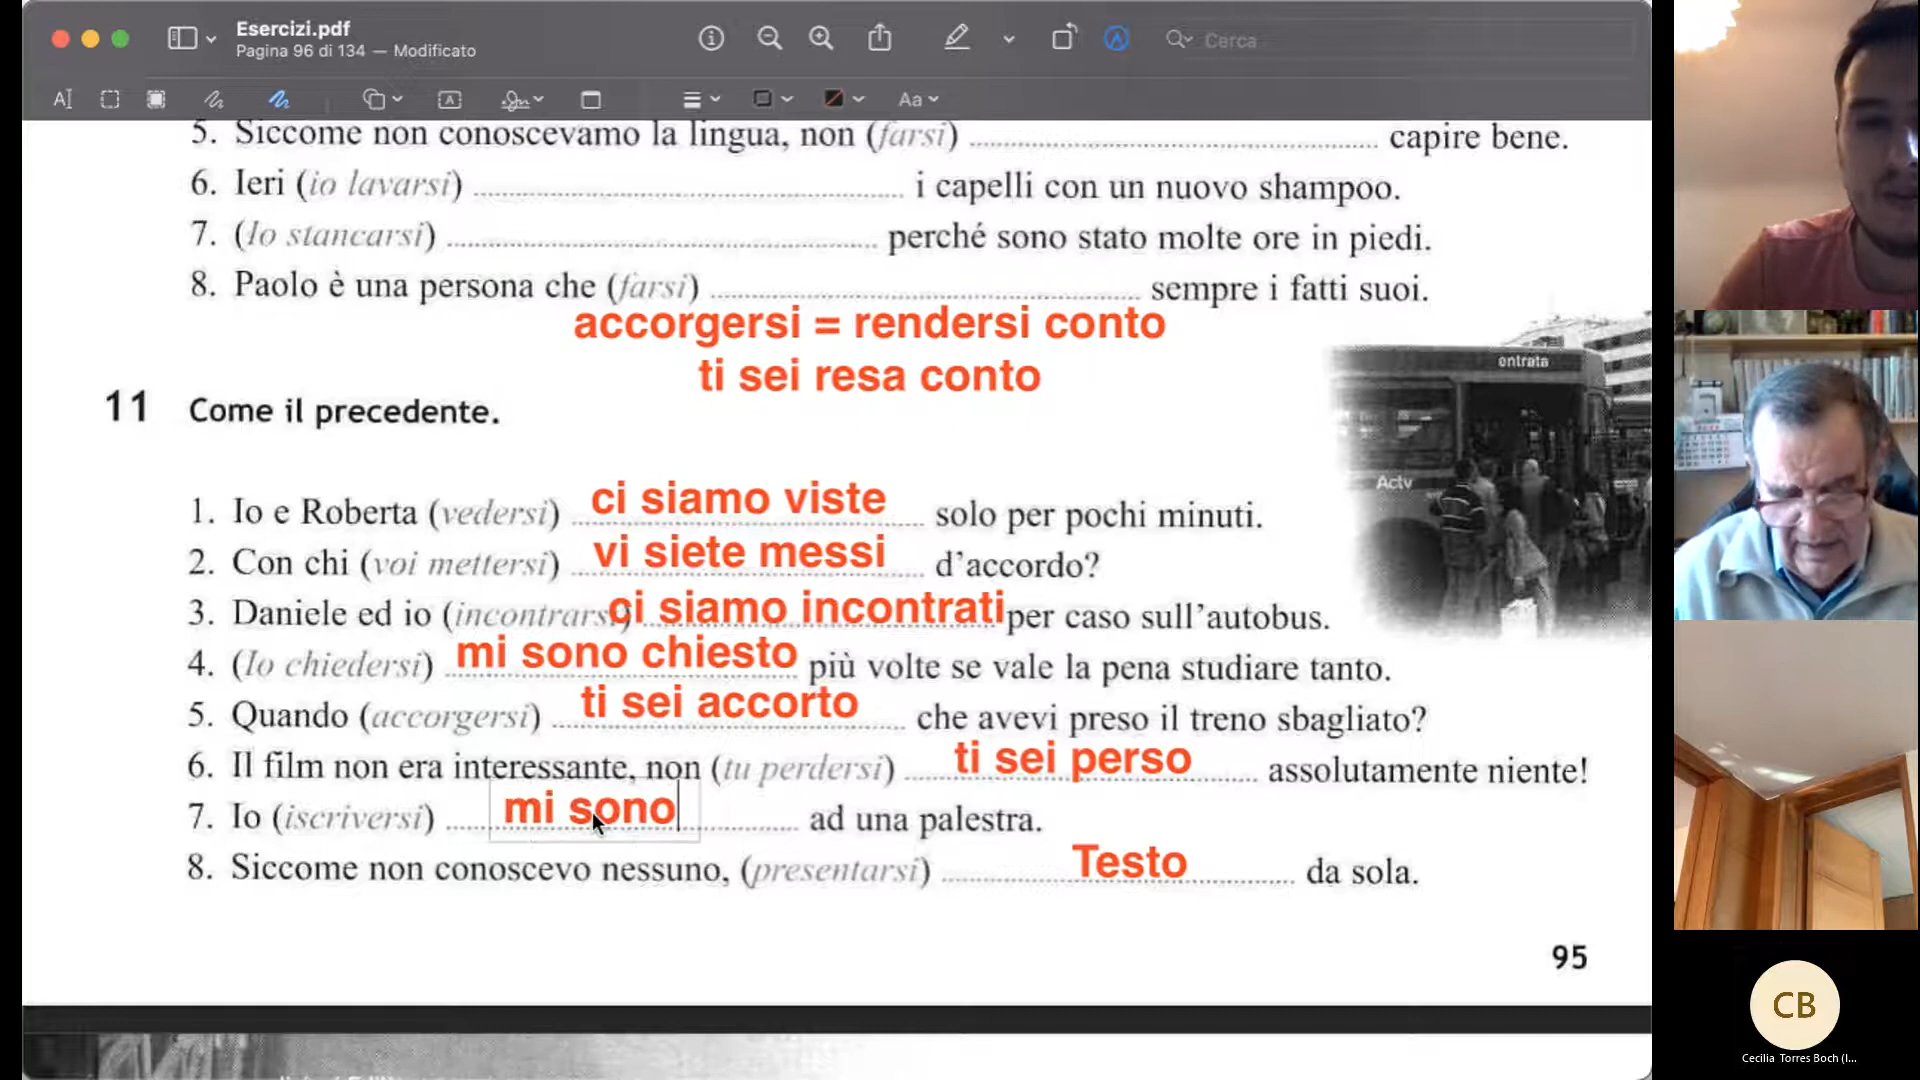 Esercizi.pdf
Pagina 96 di 134 — Modificato
Cerca
Aa
5. Siccome non conoscevamo la lingua, non (farsi) ........ capire bene.
6. Ieri (io lavarsi) ........ i capelli con un nuovo shampoo.
7. (Io stancarsi) ........ perché sono stato molte ore in piedi.
8. Paolo è una persona che (farsi) ........ sempre i fatti suoi.
accorgersi = rendersi conto
ti sei resa conto
entrata
Actv
11 Come il precedente.
1. Io e Roberta (vedersi) ci siamo viste solo per pochi minuti.
2. Con chi (voi mettersi) vi siete messi d'accordo?
3. Daniele ed io (incontrarsi) ci siamo incontrati per caso sull'autobus.
4. (Io chiedersi) mi sono chiesto più volte se vale la pena studiare tanto.
5. Quando (accorgersi) ti sei accorto che avevi preso il treno sbagliato?
6. Il film non era interessante, non (tu perdersi) ti sei perso assolutamente niente!
7. Io (iscriversi) mi sono ad una palestra.
8. Siccome non conoscevo nessuno, (presentarsi) Testo da sola.
95
CB
Cecilia Torres Boch (I...